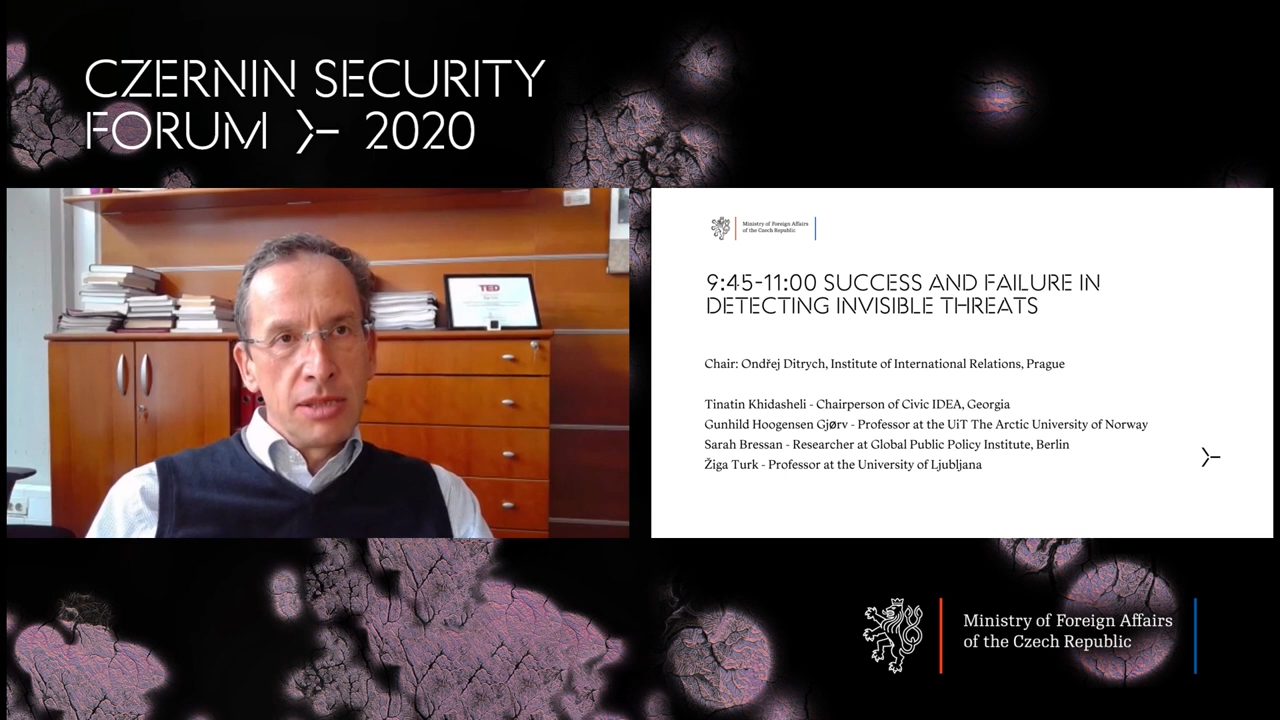 CZERNIN SECURITY
FORUM >- 2020
TED
Ministry of Foreign Affairs
of the Czech Republic
9:45-11:00 SUCCESS AND FAILURE IN
DETECTING INVISIBLE THREATS
Chair: Ondřej Ditrych, Institute of International Relations, Prague
Tinatin Khidasheli - Chairperson of Civic IDEA, Georgia
Gunhild Hoogensen Gjørv - Professor at the UiT The Arctic University of Norway
Sarah Bressan - Researcher at Global Public Policy Institute, Berlin
Žiga Turk - Professor at the University of Ljubljana
Ministry of Foreign Affairs
of the Czech Republic